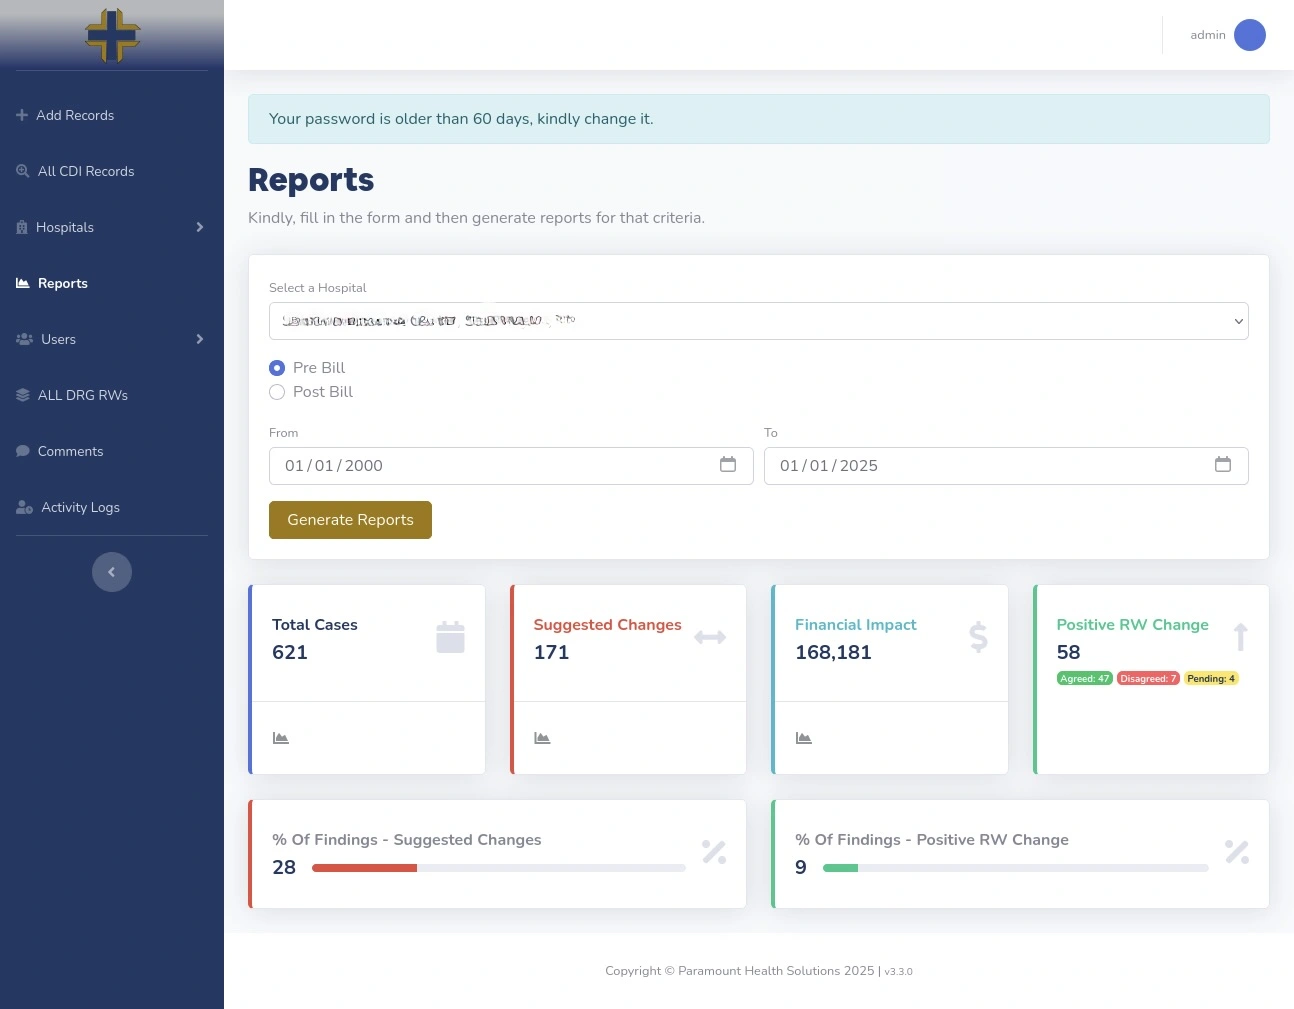 admin
Add Records
All CDI Records
Hospitals
Reports
Users
ALL DRG RWs
Comments
Activity Logs
Your password is older than 60 days, kindly change it.
Reports
Kindly, fill in the form and then generate reports for that criteria.
Select a Hospital
Pre Bill
Post Bill
From
To
01/01/2000
01/01/2025
Generate Reports
Total Cases
621
Suggested Changes
171
Financial Impact
168,181
Positive RW Change
58
Agreed: 47 Disagreed: 7 Pending: 4
% Of Findings - Suggested Changes
28
% Of Findings - Positive RW Change
9
Copyright © Paramount Health Solutions 2025 | v3.3.0